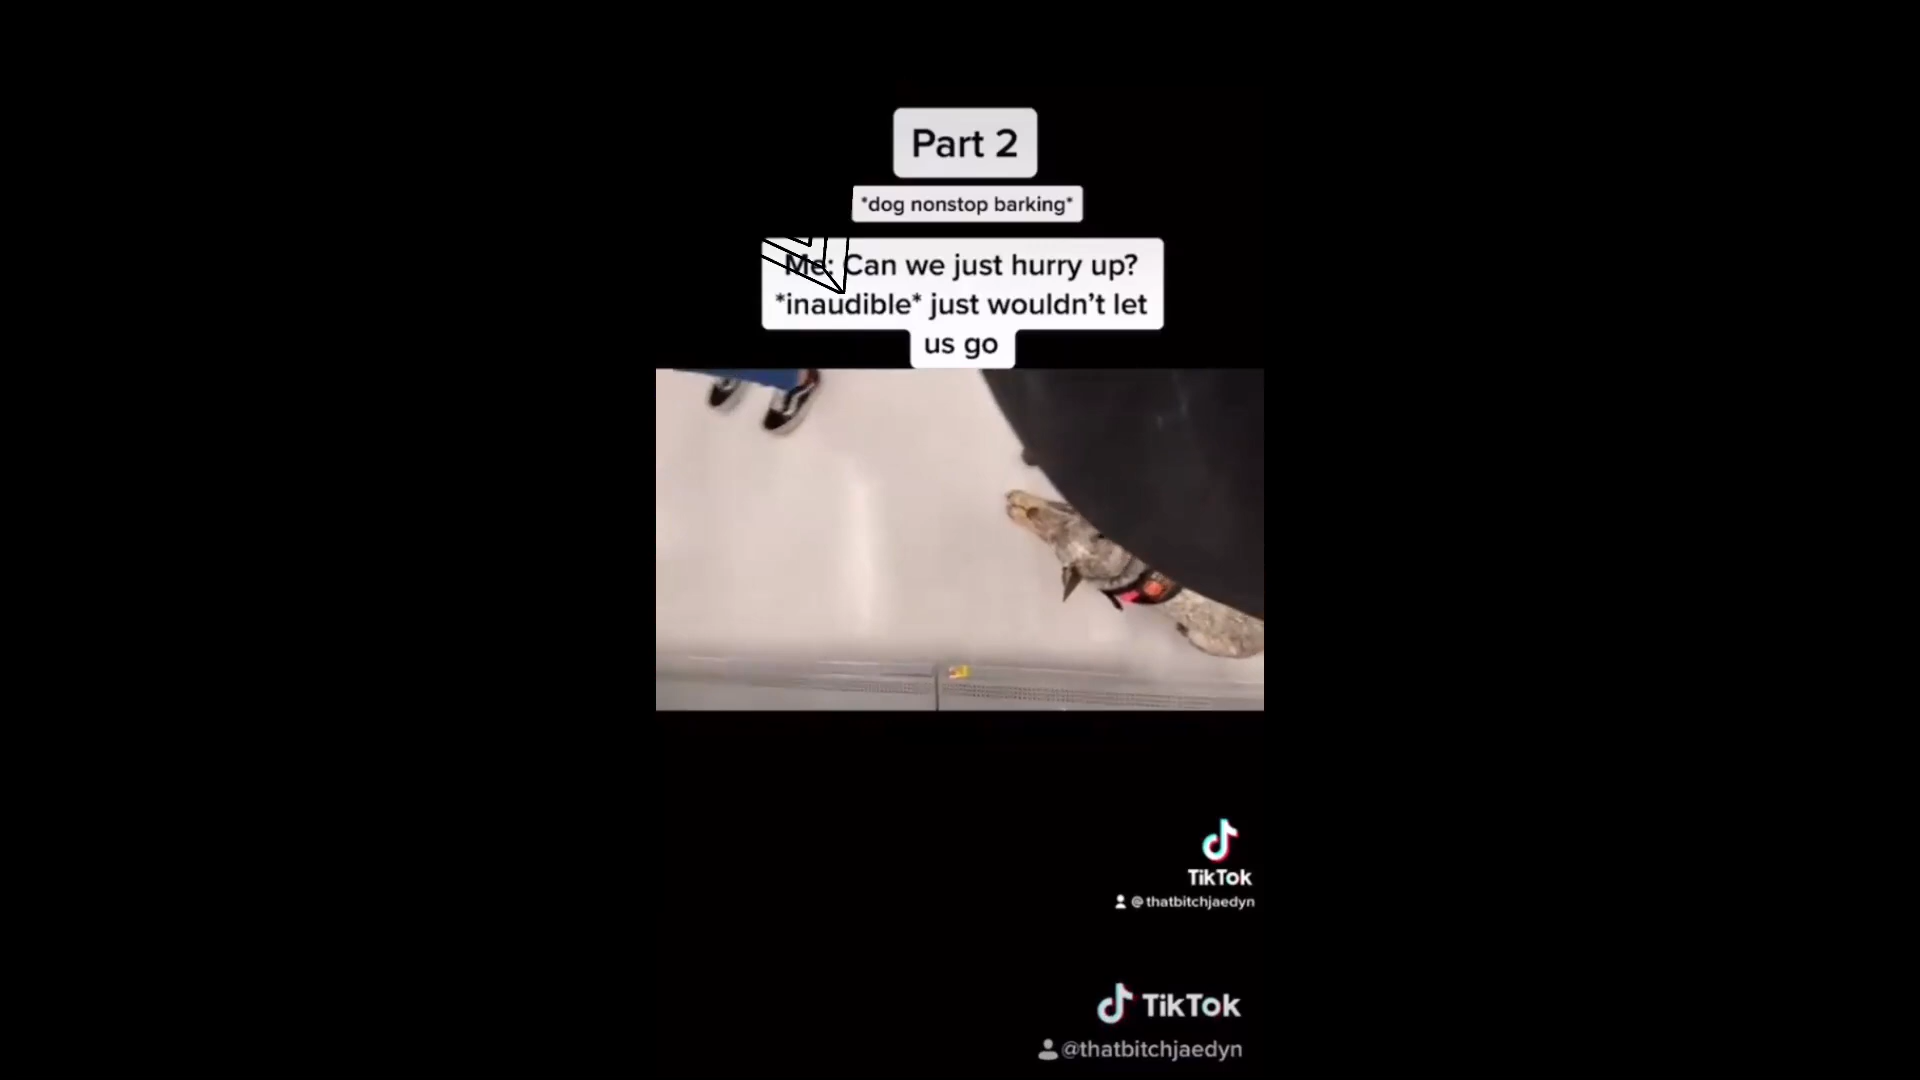 Part 2
*dog nonstop barking*
Me: Can we just hurry up?
*inaudible* just wouldn’t let
us go
TikTok
@thatbitchjaedyn
TikTok
@thatbitchjaedyn